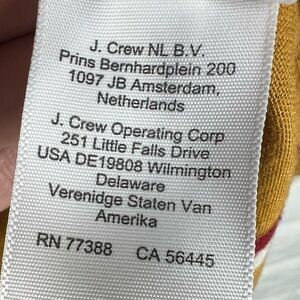 J. Crew NL B.V.
Prins Bernhardplein 200
1097 JB Amsterdam,
Netherlands
J. Crew Operating Corp
251 Little Falls Drive
USA DE19808 Wilmington
Delaware
Verenidge Staten Van
Amerika
RN 77388 CA 56445